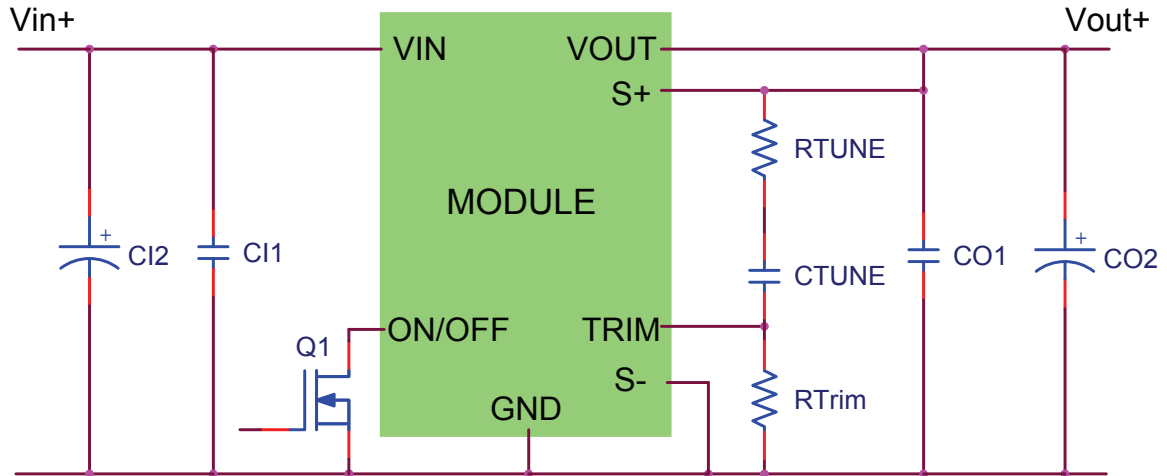 Vin+
Vout+
VIN
VOUT
S+
RTUNE
MODULE
+
CI2
CI1
CTUNE
CO1
+
CO2
ON/OFF
TRIM
Q1
S-
RTrim
GND